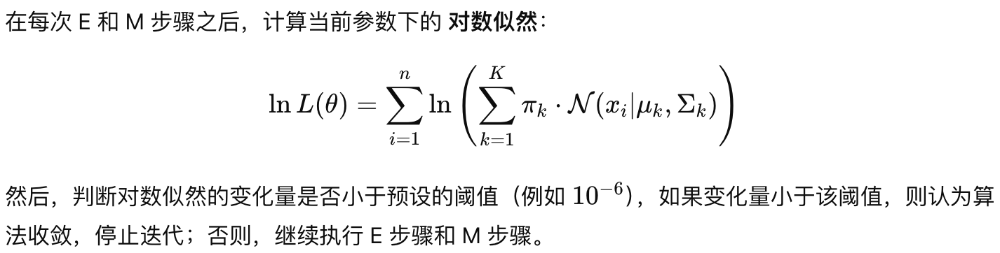 在每次 E 和 M 步骤之后，计算当前参数下的 对数似然：
$$\ln L(\theta) = \sum_{i=1}^{n} \ln \left( \sum_{k=1}^{K} \pi_k \cdot \mathcal{N}(x_i|\mu_k, \Sigma_k) \right)$$
然后，判断对数似然的变化量是否小于预设的阈值（例如 $10^{-6}$），如果变化量小于该阈值，则认为算
法收敛，停止迭代；否则，继续执行 E 步骤和 M 步骤。